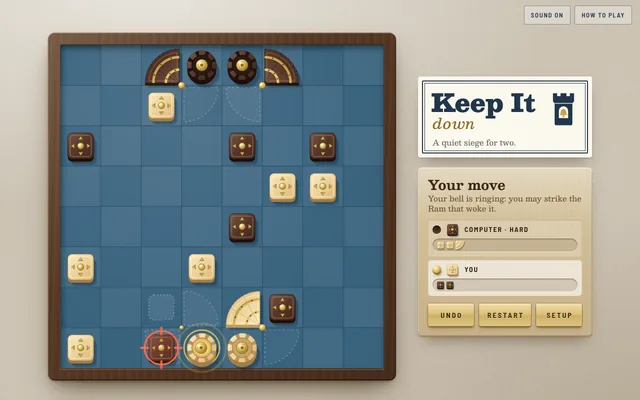 SOUND ON
HOW TO PLAY
Keep It
down
A quiet siege for two.
Your move
Your bell is ringing: you may strike the
Ram that woke it.
COMPUTER · HARD
YOU
UNDO
RESTART
SETUP